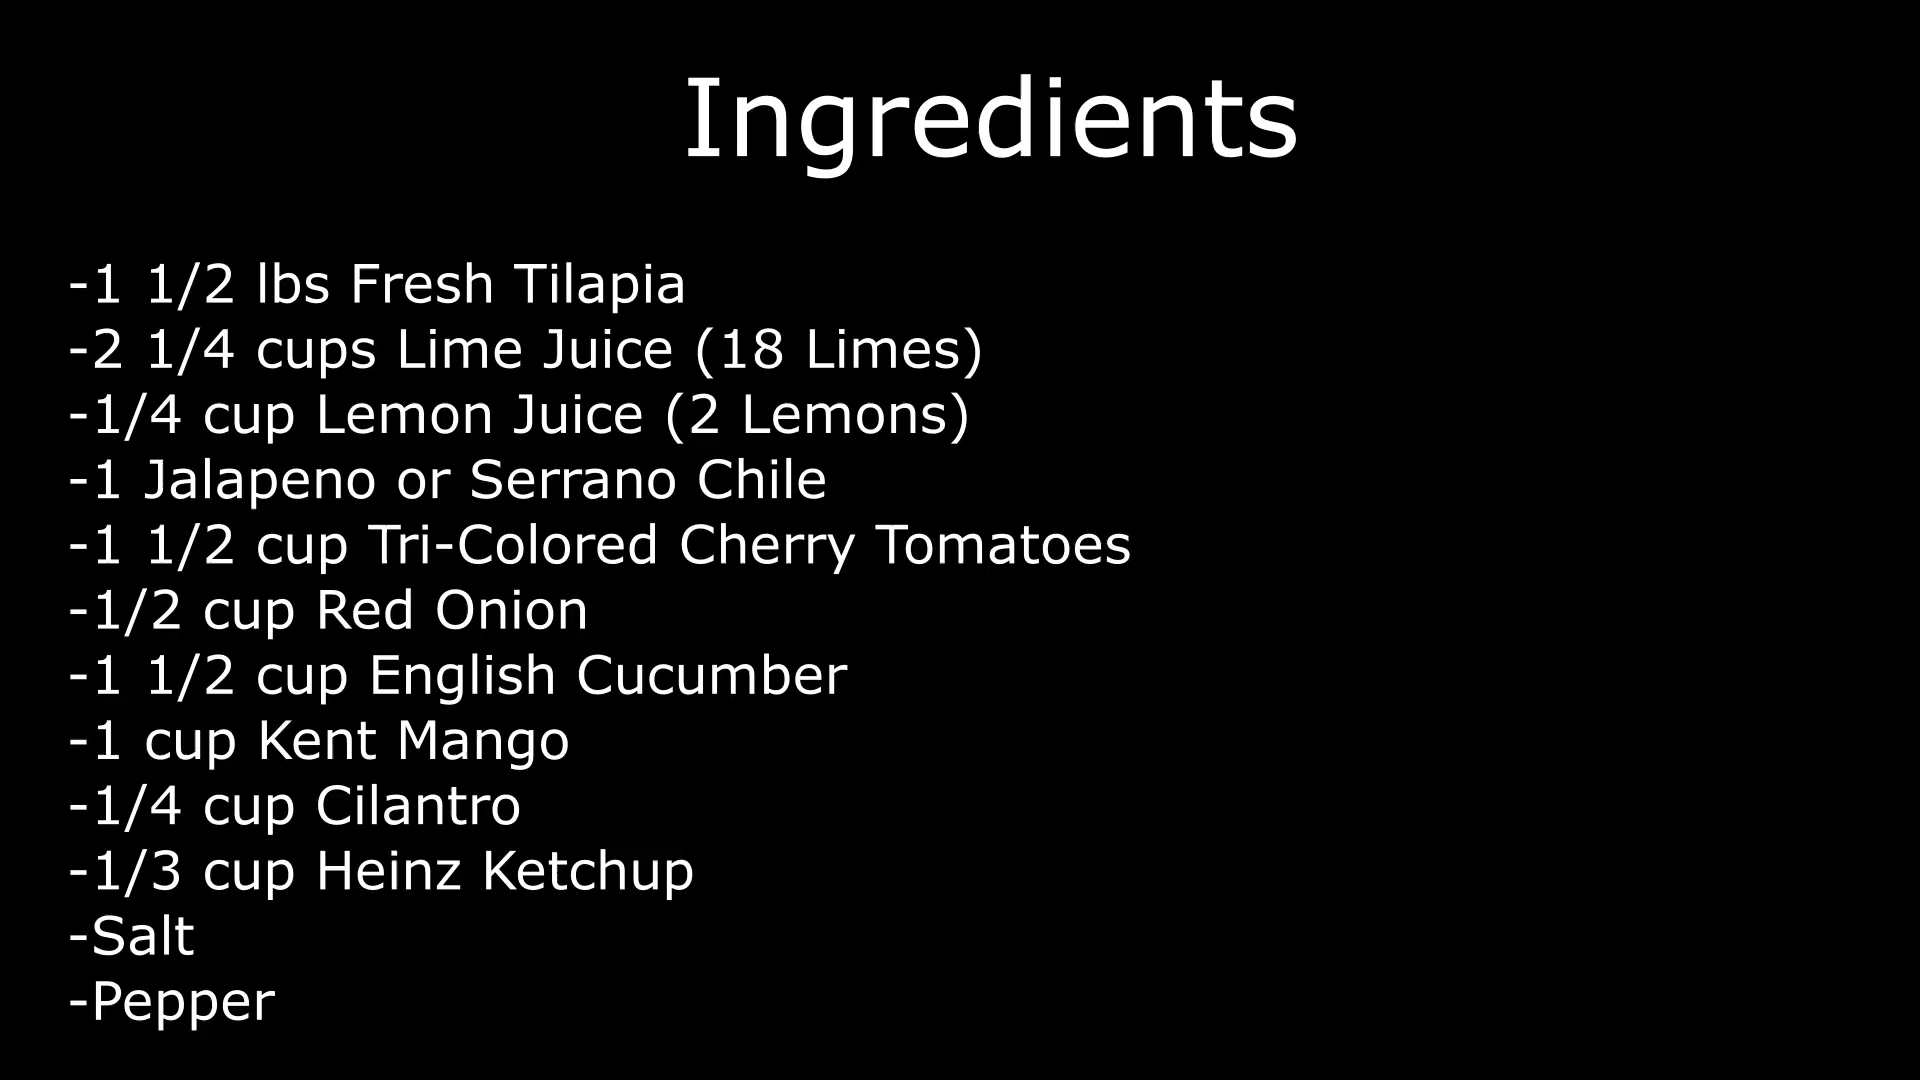 Ingredients
-1 1/2 lbs Fresh Tilapia
-2 1/4 cups Lime Juice (18 Limes)
-1/4 cup Lemon Juice (2 Lemons)
-1 Jalapeno or Serrano Chile
-1 1/2 cup Tri-Colored Cherry Tomatoes
-1/2 cup Red Onion
-1 1/2 cup English Cucumber
-1 cup Kent Mango
-1/4 cup Cilantro
-1/3 cup Heinz Ketchup
-Salt
-Pepper